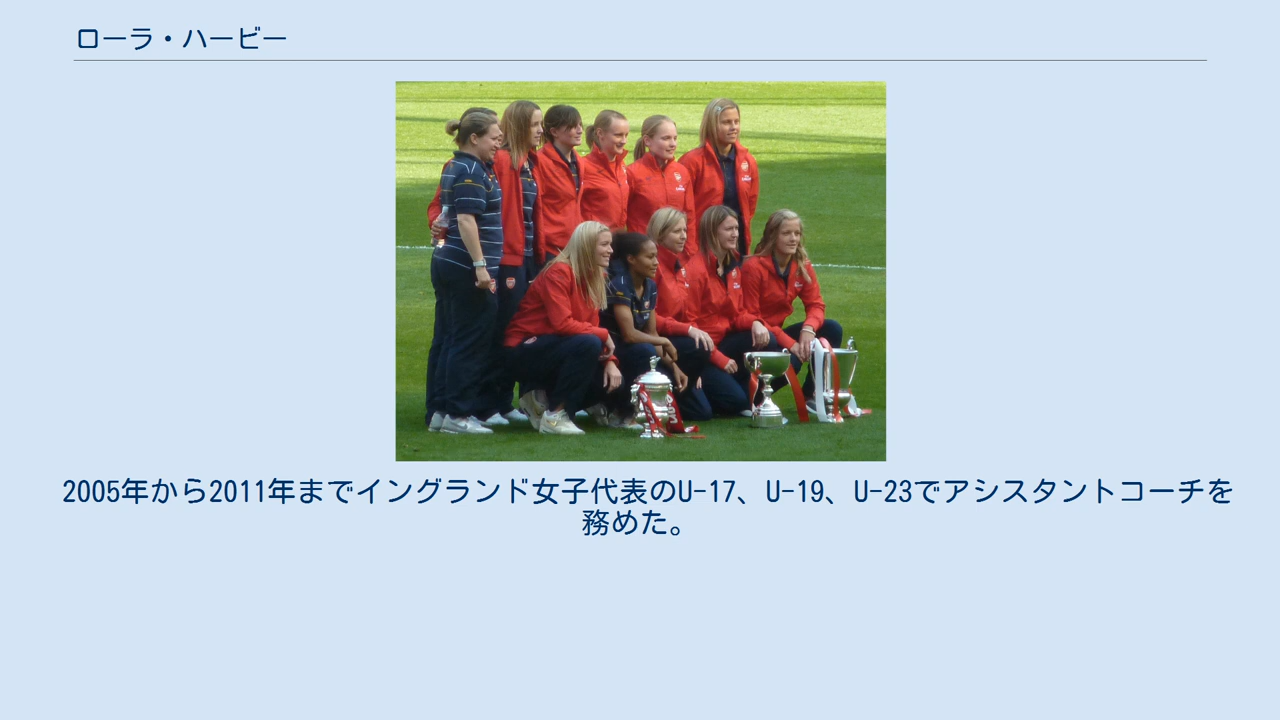 ローラ・ハービー
2005年から2011年までイングランド女子代表のU-17、U-19、U-23でアシスタントコーチを
務めた。